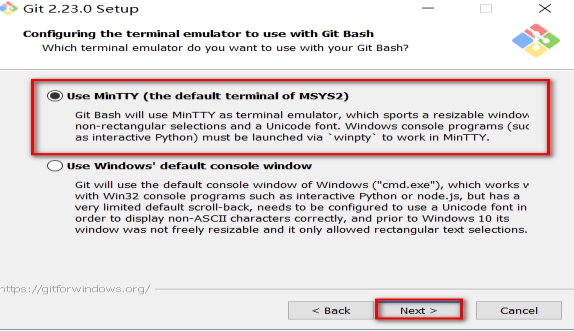 Git 2.23.0 Setup
Configuring the terminal emulator to use with Git Bash
Which terminal emulator do you want to use with your Git Bash?
Use MinTTY (the default terminal of MSYS2)
Git Bash will use MinTTY as terminal emulator, which sports a resizable window
non-rectangular selections and a Unicode font. Windows console programs (suc
as interactive Python) must be launched via `winpty` to work in MinTTY.
Use Windows' default console window
Git will use the default console window of Windows ("cmd.exe"), which works v
with Win32 console programs such as interactive Python or node.js, but has a
very limited default scroll-back, needs to be configured to use a Unicode font in
order to display non-ASCII characters correctly, and prior to Windows 10 its
window was not freely resizable and it only allowed rectangular text selections.
https://gitforwindows.org/
< Back
Next >
Cancel